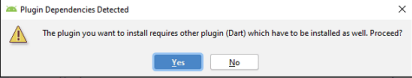 Plugin Dependencies Detected
The plugin you want to install requires other plugin (Dart) which have to be installed as well. Proceed?
Yes
No